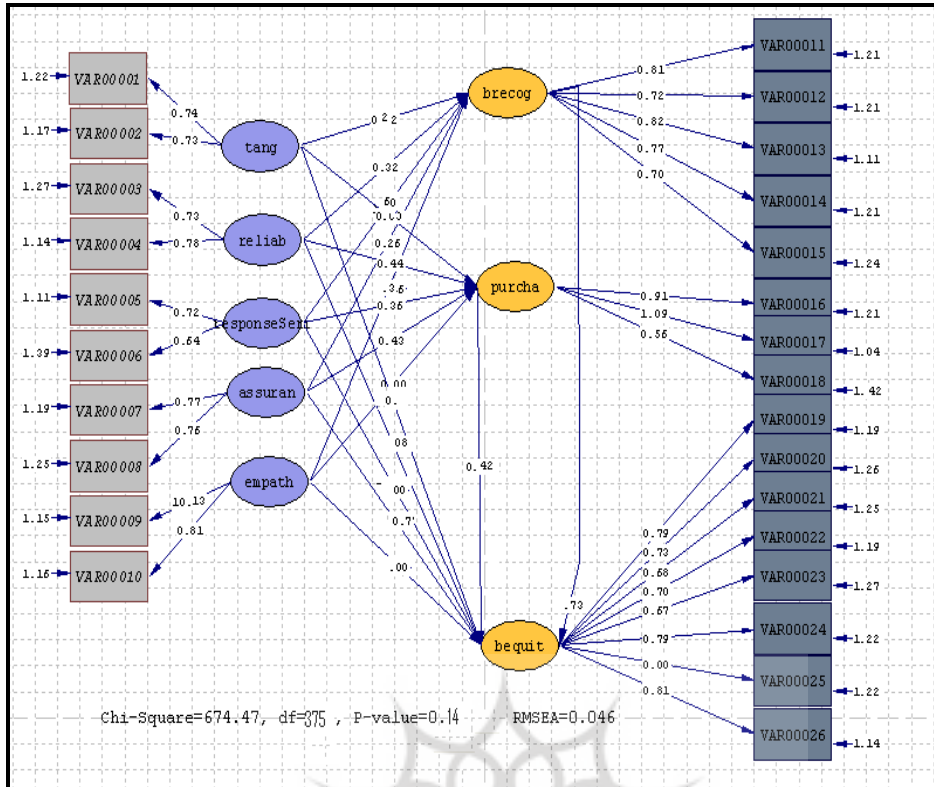 1.22
VAR00001
1.17
VAR00002
1.27
VAR00003
1.14
VAR00004
1.11
VAR00005
1.39
VAR00006
1.19
VAR00007
1.25
VAR00008
1.15
VAR00009
1.16
VAR00010
0.74
0.73
0.73
0.78
0.72
0.64
0.77
0.76
10.13
0.81
tang
reliab
assuran
empath
0.32
0.26
0.44
0.36
0.43
08
.00
0.42
.73
brecog
purcha
bequit
0.81
0.72
0.82
0.77
0.70
0.91
1.09
0.56
0.79
0.73
0.68
0.70
0.67
0.79
0.00
0.81
VAR00011
1.21
VAR00012
1.21
VAR00013
1.11
VAR00014
1.21
VAR00015
1.24
VAR00016
1.21
VAR00017
1.04
VAR00018
1.42
VAR00019
1.19
VAR00020
1.26
VAR00021
1.25
VAR00022
1.19
VAR00023
1.27
VAR00024
1.22
VAR00025
1.22
VAR00026
1.14
Chi-Square=674.47, df=375 , P-value=0.14 RMSEA=0.046